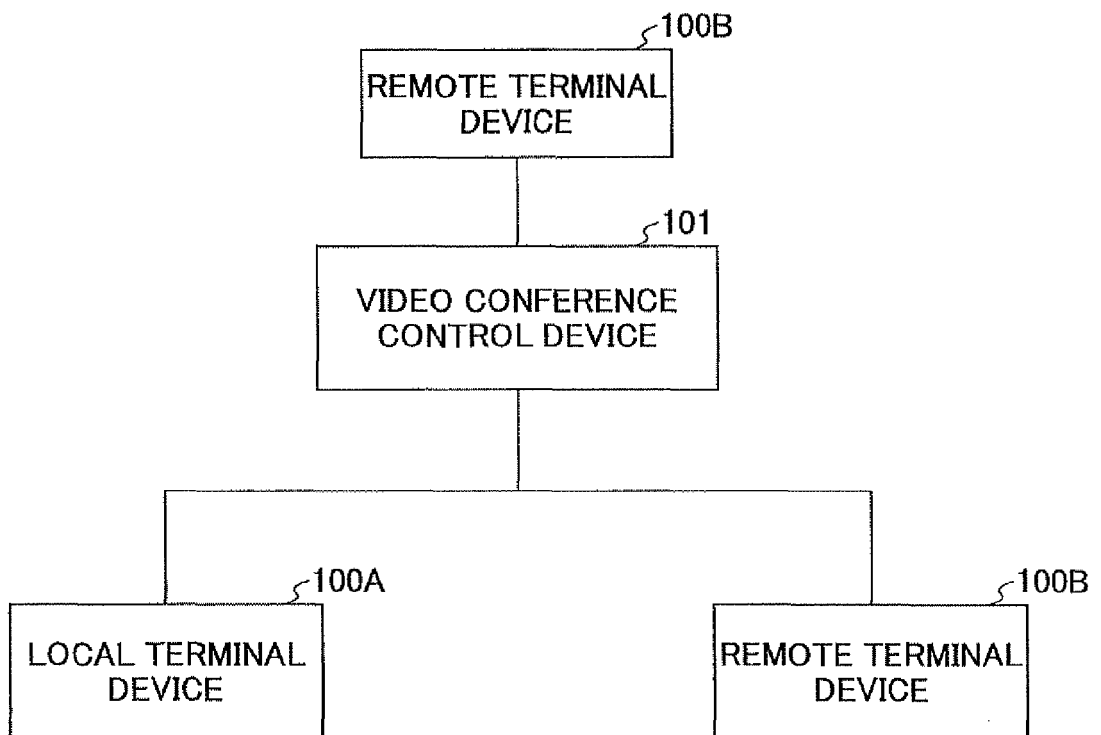 100B
REMOTE TERMINAL
DEVICE
101
VIDEO CONFERENCE
CONTROL DEVICE
100A
LOCAL TERMINAL
DEVICE
100B
REMOTE TERMINAL
DEVICE